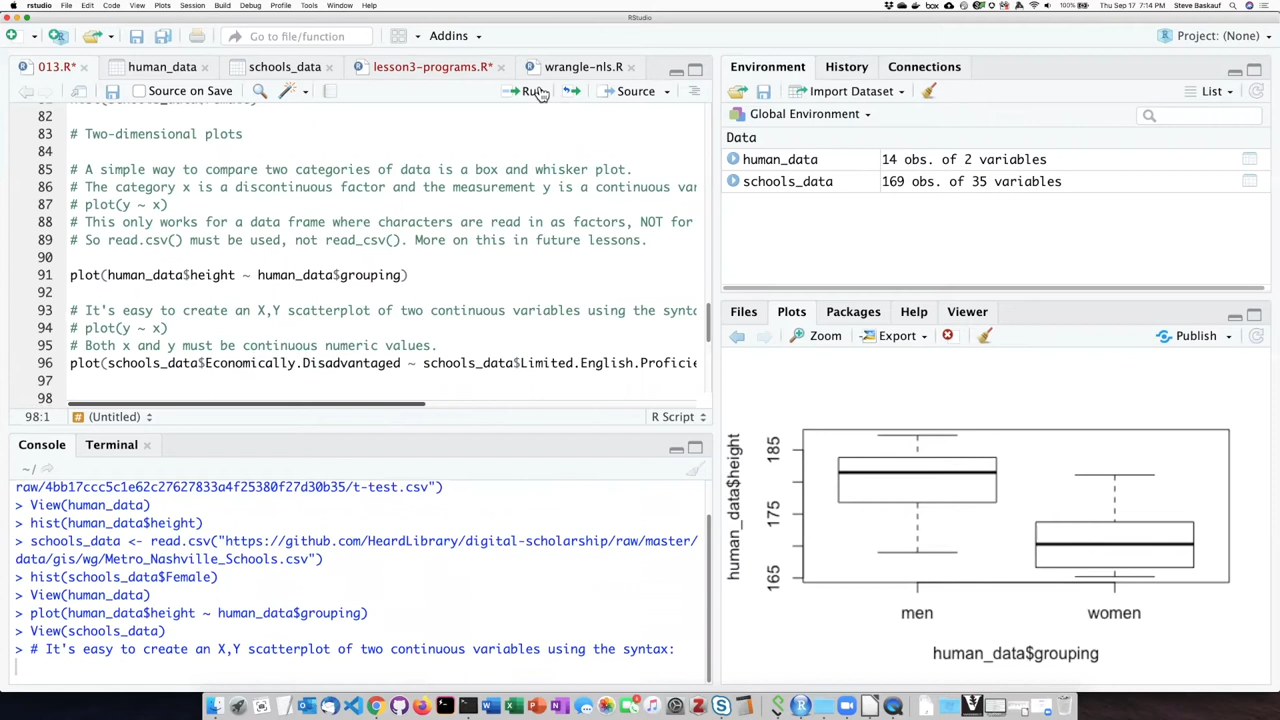 rstudio File Edit Code View Plots Session Build Debug Profile Tools Window Help box 100% Thu Sep 17 7:14 PM Steve Baskauf
RStudio
Go to file/function Addins Project: (None)
013.R* human_data schools_data lesson3-programs.R* wrangle-nls.R
Source on Save Run Source
82
83 # Two-dimensional plots
84
85 # A simple way to compare two categories of data is a box and whisker plot.
86 # The category x is a discontinuous factor and the measurement y is a continuous var
87 # plot(y ~ x)
88 # This only works for a data frame where characters are read in as factors, NOT for
89 # So read.csv() must be used, not read_csv(). More on this in future lessons.
90
91 plot(human_data$height ~ human_data$grouping)
92
93 # It's easy to create an X,Y scatterplot of two continuous variables using the synta
94 # plot(y ~ x)
95 # Both x and y must be continuous numeric values.
96 plot(schools_data$Economically.Disadvantaged ~ schools_data$Limited.English.Proficie
97
98
98:1 (Untitled) R Script
Console Terminal
~/
raw/4bb17ccc5c1e62c27627833a4f25380f27d30b35/t-test.csv")
> View(human_data)
> hist(human_data$height)
> schools_data <- read.csv("https://github.com/HeardLibrary/digital-scholarship/raw/master/
data/gis/wg/Metro_Nashville_Schools.csv")
> hist(schools_data$Female)
> View(human_data)
> plot(human_data$height ~ human_data$grouping)
> View(schools_data)
> # It's easy to create an X,Y scatterplot of two continuous variables using the syntax:
Environment History Connections
Import Dataset List
Global Environment
Data
human_data 14 obs. of 2 variables
schools_data 169 obs. of 35 variables
Files Plots Packages Help Viewer
Zoom Export Publish
human_data$height
185
175
165
men women
human_data$grouping